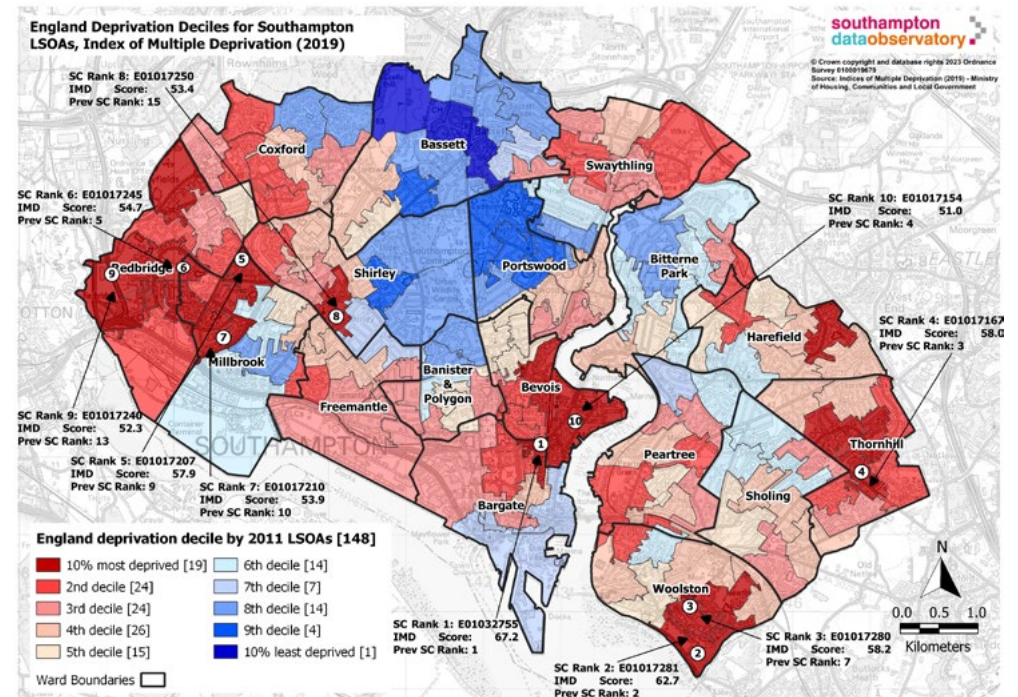 England Deprivation Deciles for Southampton
LSOAs, Index of Multiple Deprivation (2019)
southampton
dataobservatory
© Crown copyright and database rights 2023 Ordnance
Survey 0100019679
Source: Indices of Multiple Deprivation (2019) - Ministry
of Housing, Communities and Local Government
SC Rank 8: E01017250
IMD Score: 53.4
Prev SC Rank: 15
SC Rank 6: E01017245
IMD Score: 54.7
Prev SC Rank: 5
SC Rank 10: E01017154
IMD Score: 51.0
Prev SC Rank: 4
SC Rank 4: E01017167
IMD Score: 58.0
Prev SC Rank: 3
Coxford
Bassett
Swaythling
Redbridge
Shirley
Portswood
Bitterne
Park
Harefield
Millbrook
Banister
&
Polygon
Bevois
Freemantle
Thornhill
Peartree
Sholing
Bargate
Woolston
9
6
5
8
7
10
1
4
3
2
SOUTHAMPTON
SC Rank 9: E01017240
IMD Score: 52.3
Prev SC Rank: 13
SC Rank 5: E01017207
IMD Score: 57.9
Prev SC Rank: 9
SC Rank 7: E01017210
IMD Score: 53.9
Prev SC Rank: 10
SC Rank 1: E01032755
IMD Score: 67.2
Prev SC Rank: 1
SC Rank 2: E01017281
IMD Score: 62.7
Prev SC Rank: 2
SC Rank 3: E01017280
IMD Score: 58.2
Prev SC Rank: 7
England deprivation decile by 2011 LSOAs [148]
10% most deprived [19]
2nd decile [24]
3rd decile [24]
4th decile [26]
5th decile [15]
6th decile [14]
7th decile [7]
8th decile [14]
9th decile [4]
10% least deprived [1]
Ward Boundaries
N
0.0 0.5 1.0
Kilometers